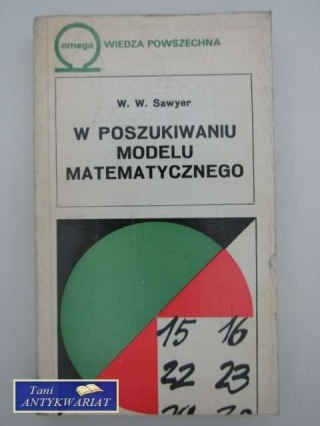 omega WIEDZA POWSZECHNA
W. W. Sawyer
W POSZUKIWANIU
MODELU
MATEMATYCZNEGO
15 16
22 23
Tani
ANTYKWARIAT